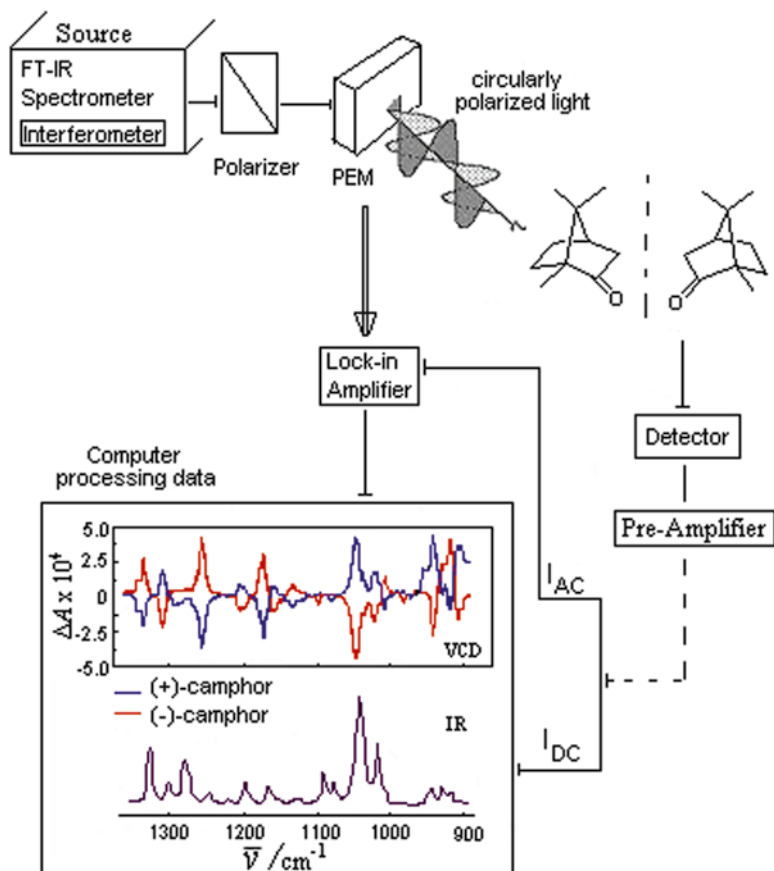 Source
FT-IR
Spectrometer
Interferometer
Polarizer
PEM
circularly
polarized light
O
O
Lock-in
Amplifier
Detector
Pre-Amplifier
I AC
I DC
Computer
processing data
ΔA x 10⁴
5.0
2.5
0
-2.5
-5.0
VCD
(+)-camphor
(-)-camphor
IR
1300 1200 1100 1000 900
ν̅ /cm⁻¹